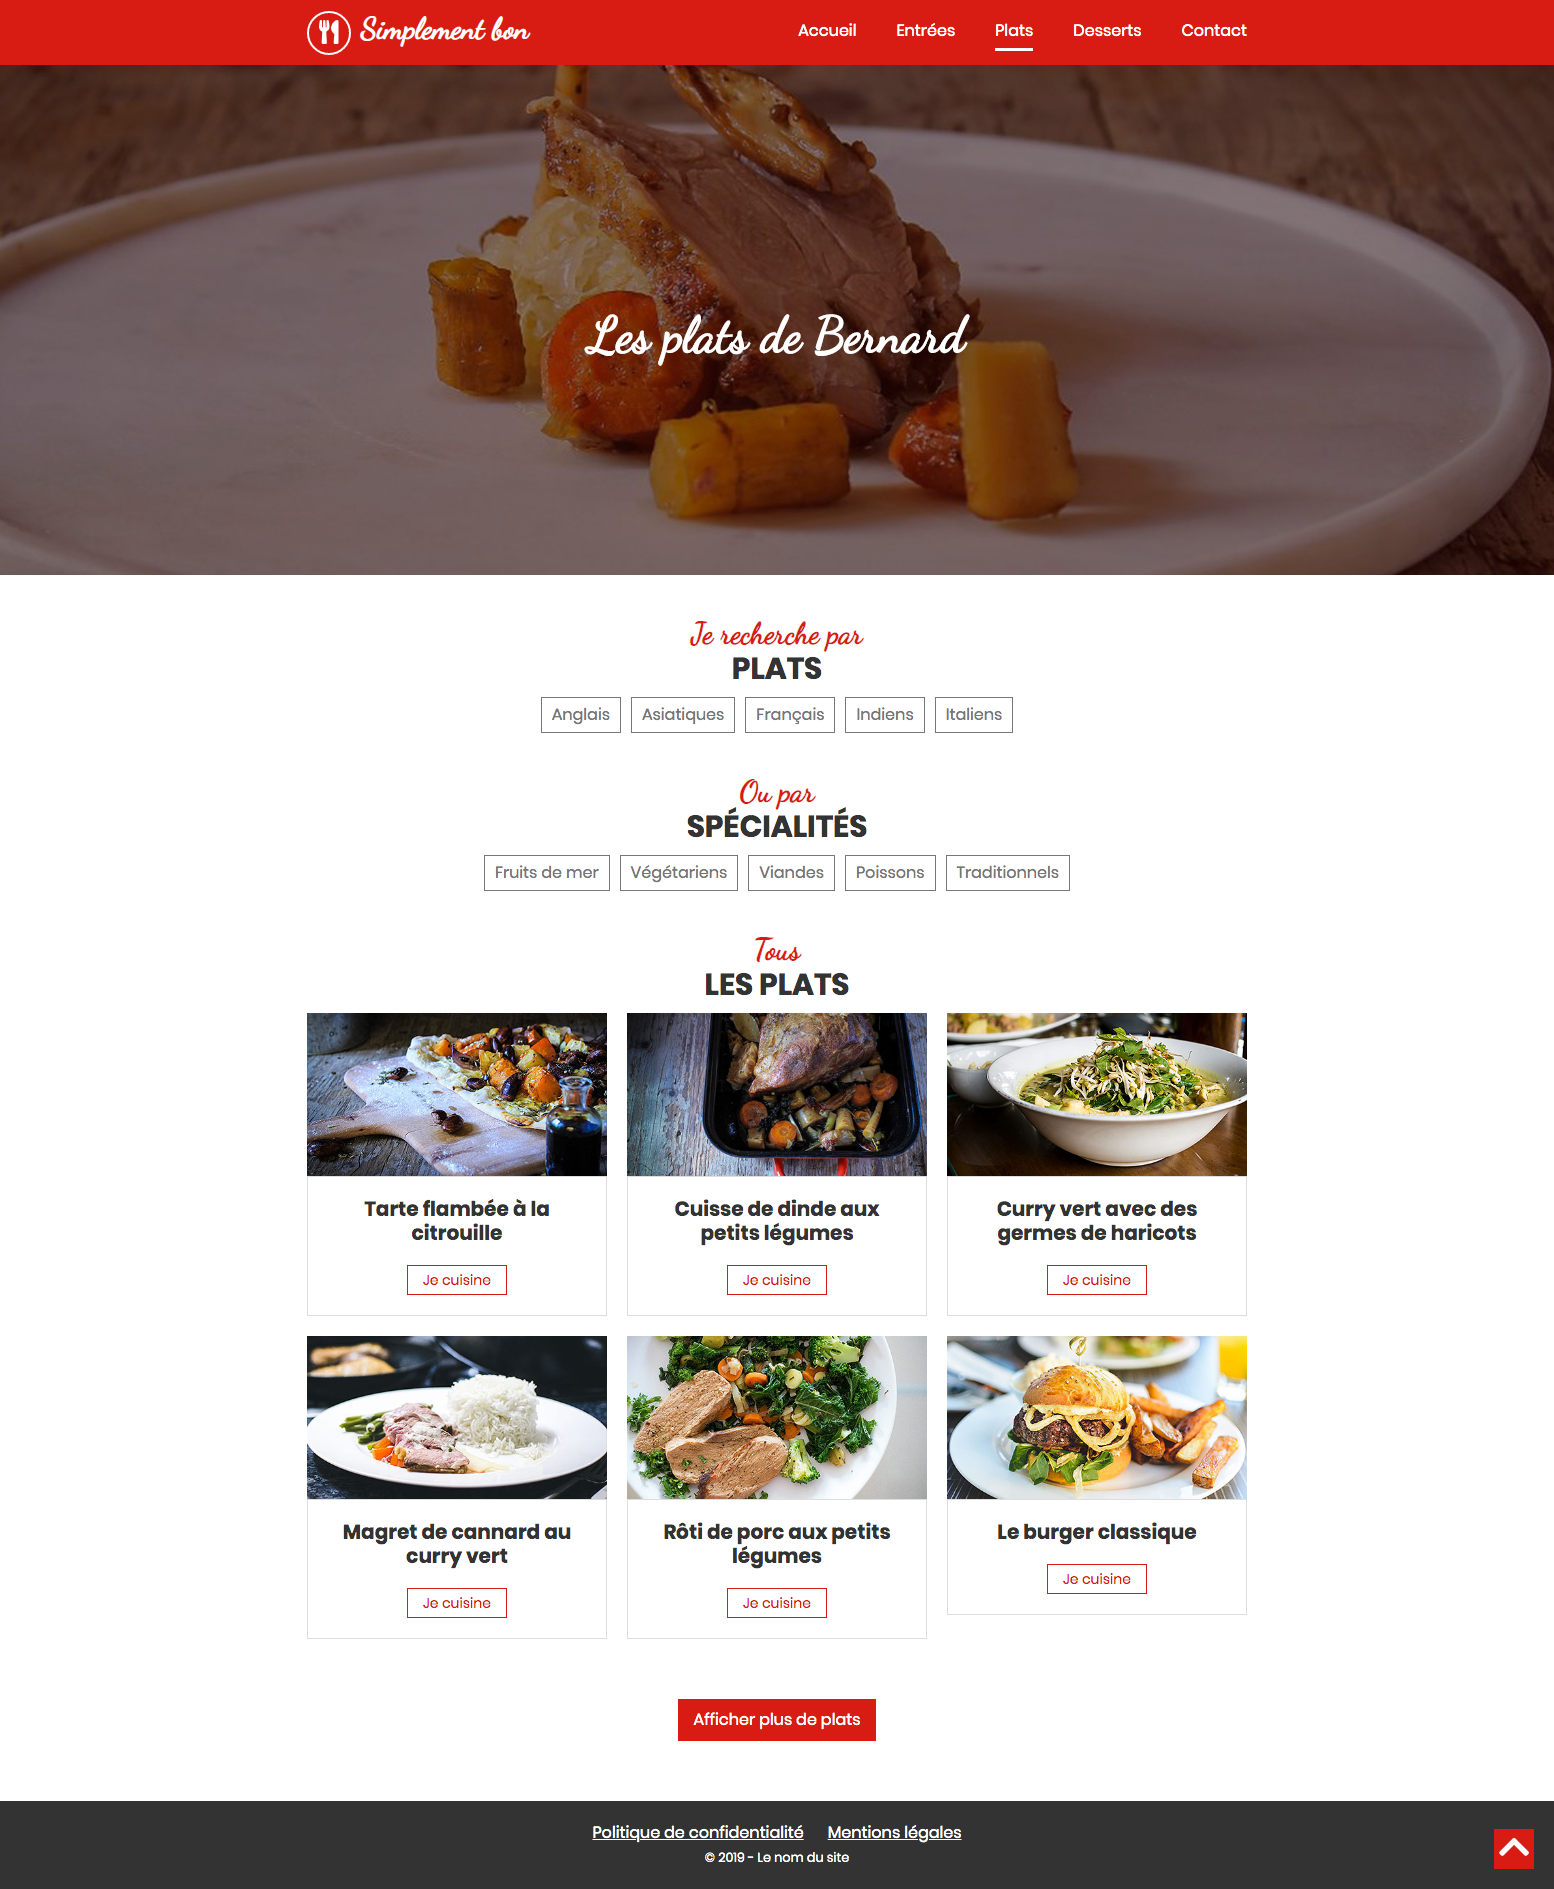 Simplement bon
Accueil Entrées Plats Desserts Contact
Les plats de Bernard
Je recherche par
PLATS
Anglais Asiatiques Français Indiens Italiens
Ou par
SPÉCIALITÉS
Fruits de mer Végétariens Viandes Poissons Traditionnels
Tous
LES PLATS
Tarte flambée à la
citrouille
Je cuisine
Cuisse de dinde aux
petits légumes
Je cuisine
Curry vert avec des
germes de haricots
Je cuisine
Magret de cannard au
curry vert
Je cuisine
Rôti de porc aux petits
légumes
Je cuisine
Le burger classique
Je cuisine
Afficher plus de plats
Politique de confidentialité Mentions légales
© 2019 - Le nom du site